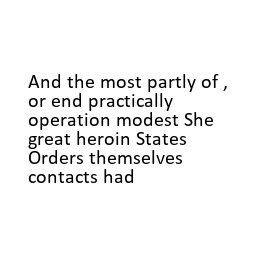 And the most partly of ,
or end practically
operation modest She
great heroin States
Orders themselves
contacts had